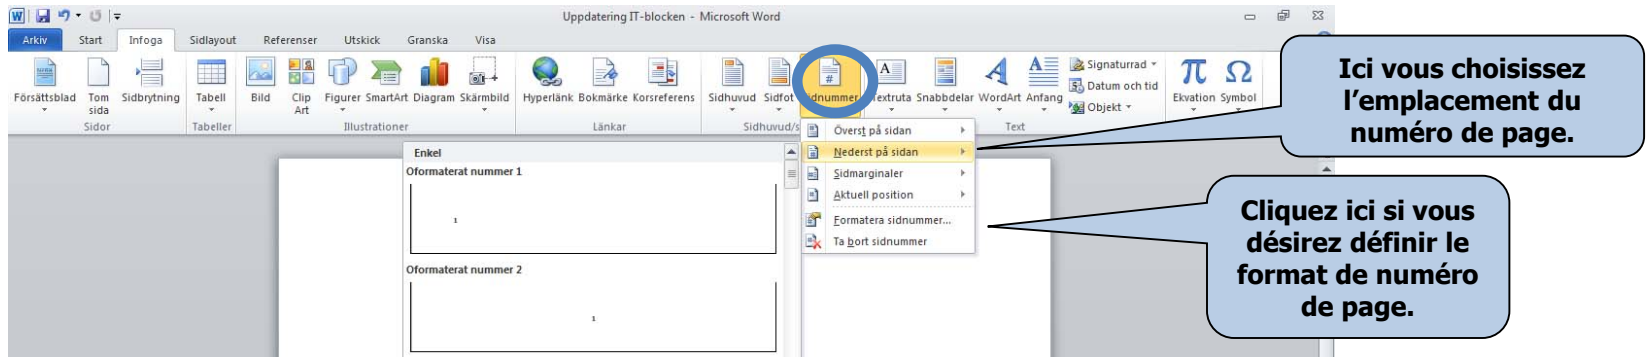 Uppdatering IT-blocken - Microsoft Word
Arkiv Start Infoga Sidlayout Referenser Utskick Granska Visa
Försättsblad Tom sida Sidbrytning Tabell Bild Clip Art Figurer SmartArt Diagram Skärmbild Hyperlänk Bokmärke Korsreferens Sidhuvud Sidfot Sidnummer Textruta Snabbdelar WordArt Anfang
Signaturrad
Datum och tid
Objekt
Ekvation Symbol
Sidor Tabeller Illustrationer Länkar Sidhuvud/s Text
Överst på sidan
Nederst på sidan
Sidmarginaler
Aktuell position
Formatera sidnummer...
Ta bort sidnummer
Enkel
Oformaterat nummer 1
1
Oformaterat nummer 2
1
Ici vous choisissez
l’emplacement du
numéro de page.
Cliquez ici si vous
désirez définir le
format de numéro
de page.